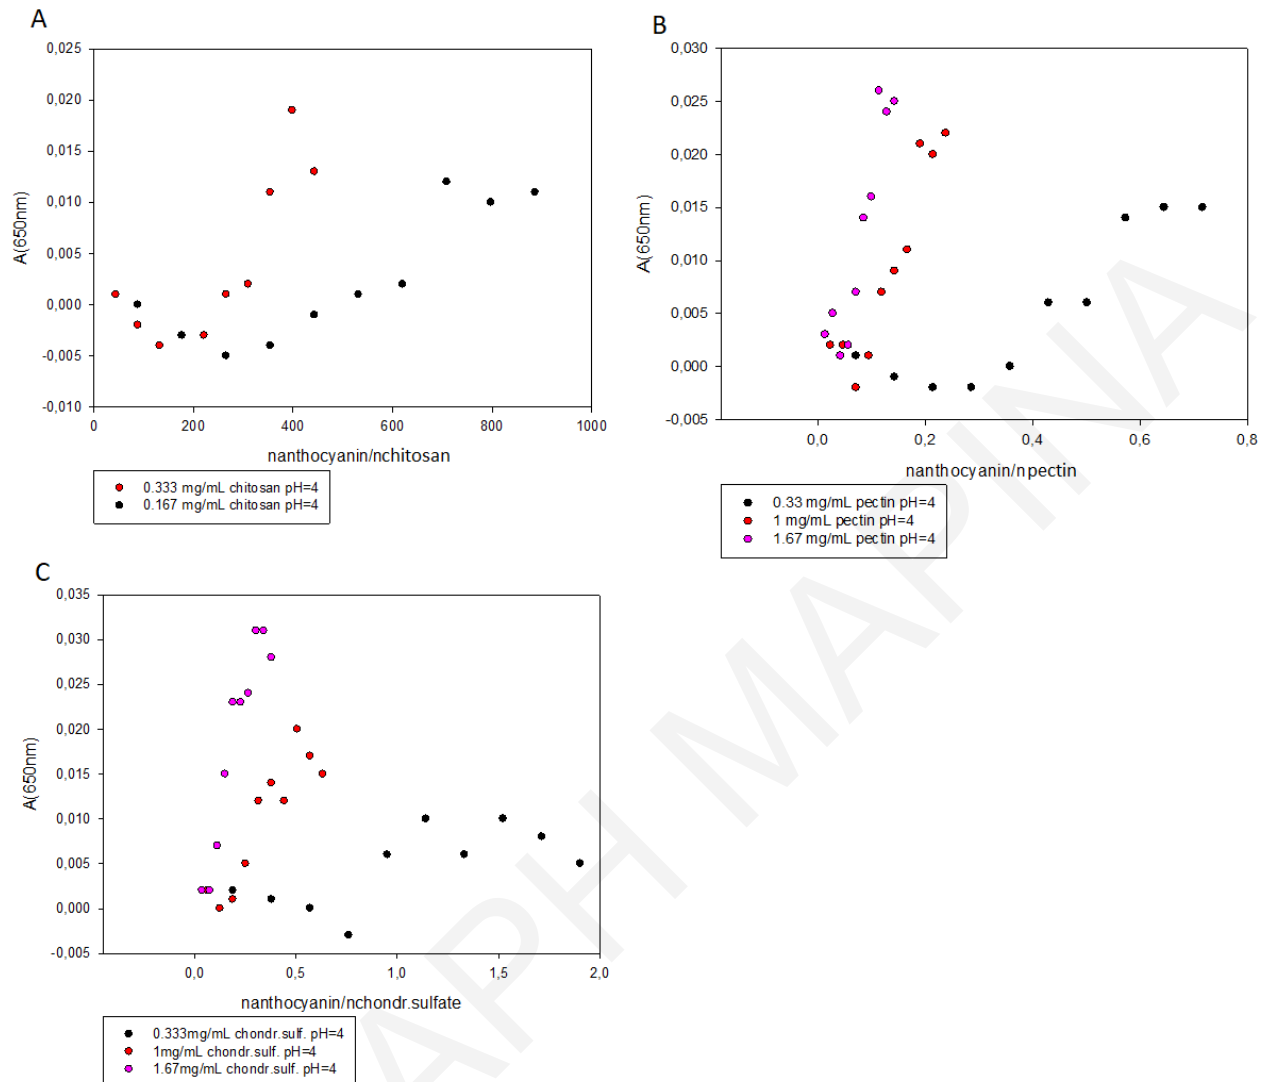 A
0,025
0,020
0,015
0,010
0,005
0,000
-0,005
-0,010
A(650nm)
0 200 400 600 800 1000
nanthocyanin/nchitosan
0.333 mg/mL chitosan pH=4
0.167 mg/mL chitosan pH=4
B
0,030
0,025
0,020
0,015
0,010
0,005
0,000
-0,005
A(650nm)
0,0 0,2 0,4 0,6 0,8
nanthocyanin/npectin
0.33 mg/mL pectin pH=4
1 mg/mL pectin pH=4
1.67 mg/mL pectin pH=4
C
0,035
0,030
0,025
0,020
0,015
0,010
0,005
0,000
-0,005
A(650nm)
0,0 0,5 1,0 1,5 2,0
nanthocyanin/nchondr.sulfate
0.333mg/mL chondr.sulf. pH=4
1mg/mL chondr.sulf. pH=4
1.67mg/mL chondr.sulf. pH=4
APH MAPINA